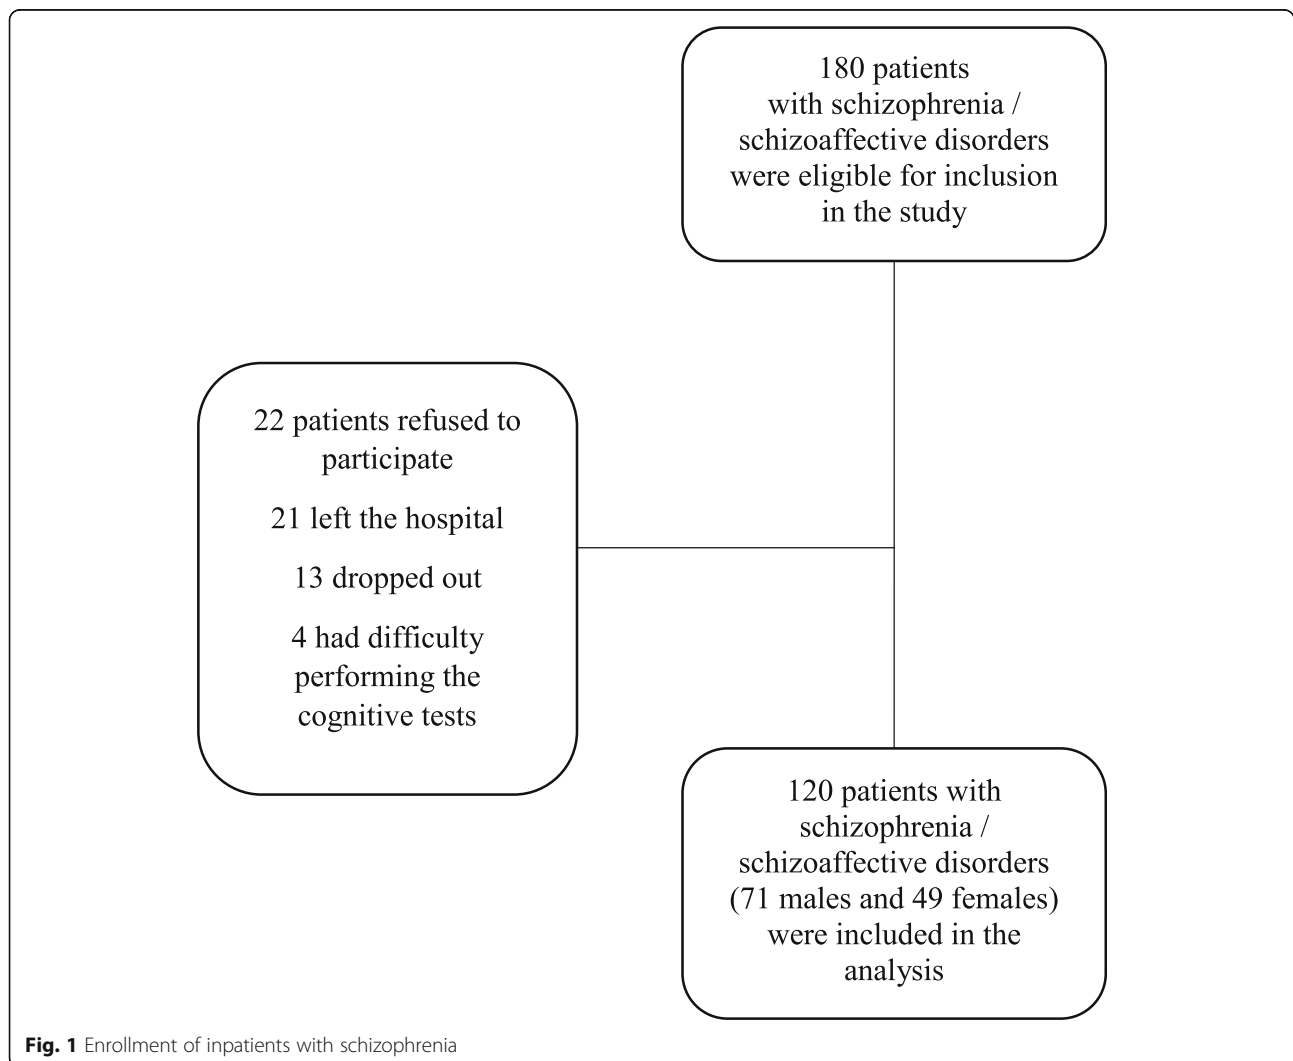 180 patients
with schizophrenia /
schizoaffective disorders
were eligible for inclusion
in the study
22 patients refused to
participate
21 left the hospital
13 dropped out
4 had difficulty
performing the
cognitive tests
120 patients with
schizophrenia /
schizoaffective disorders
(71 males and 49 females)
were included in the
analysis
Fig. 1 Enrollment of inpatients with schizophrenia